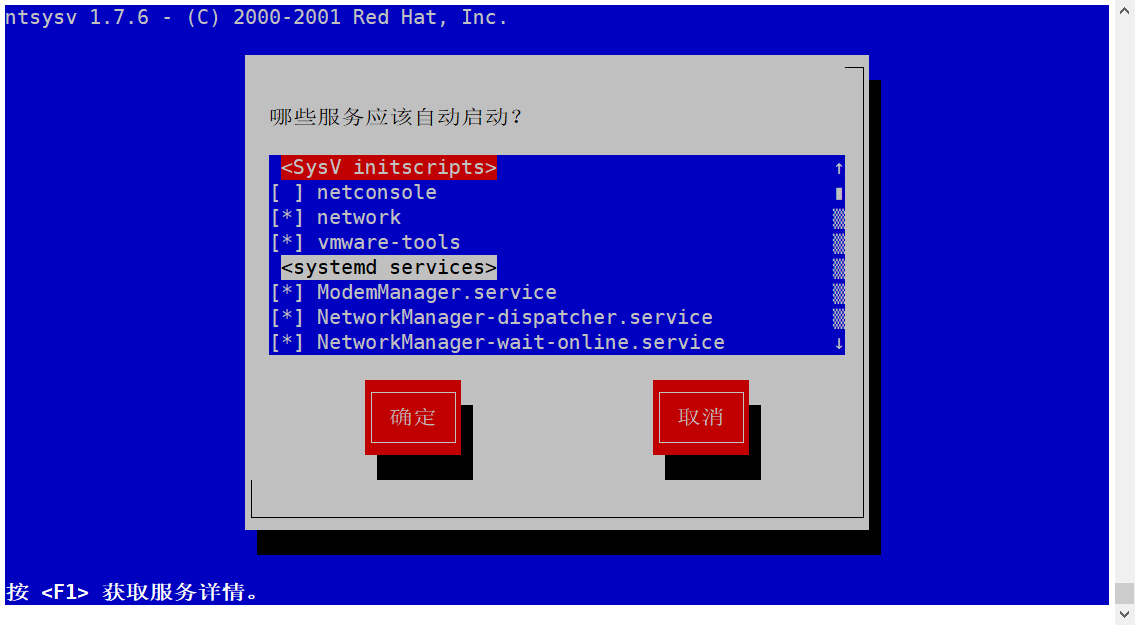 ntsysv 1.7.6 - (C) 2000-2001 Red Hat, Inc.
哪些服务应该自动启动?
<SysV initscripts>
[ ] netconsole
[*] network
[*] vmware-tools
<systemd services>
[*] ModemManager.service
[*] NetworkManager-dispatcher.service
[*] NetworkManager-wait-online.service
确定 取消
按 <F1> 获取服务详情。